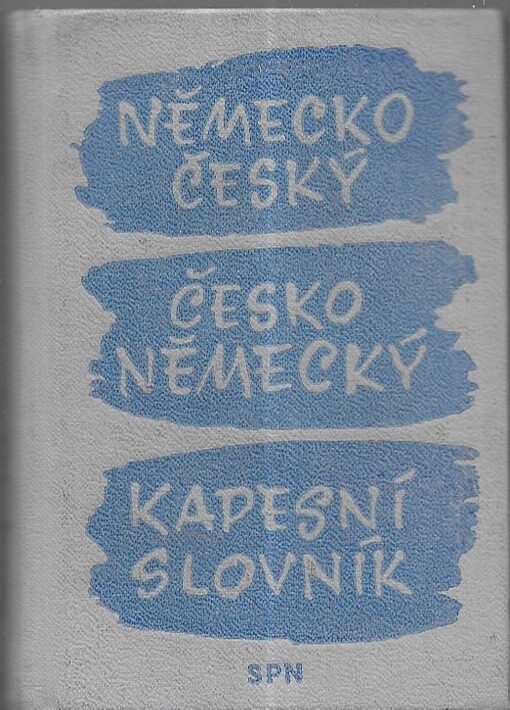 NĚMECKO
ČESKÝ
ČESKO
NĚMECKÝ
KAPESNÍ
SLOVNÍK
SPN